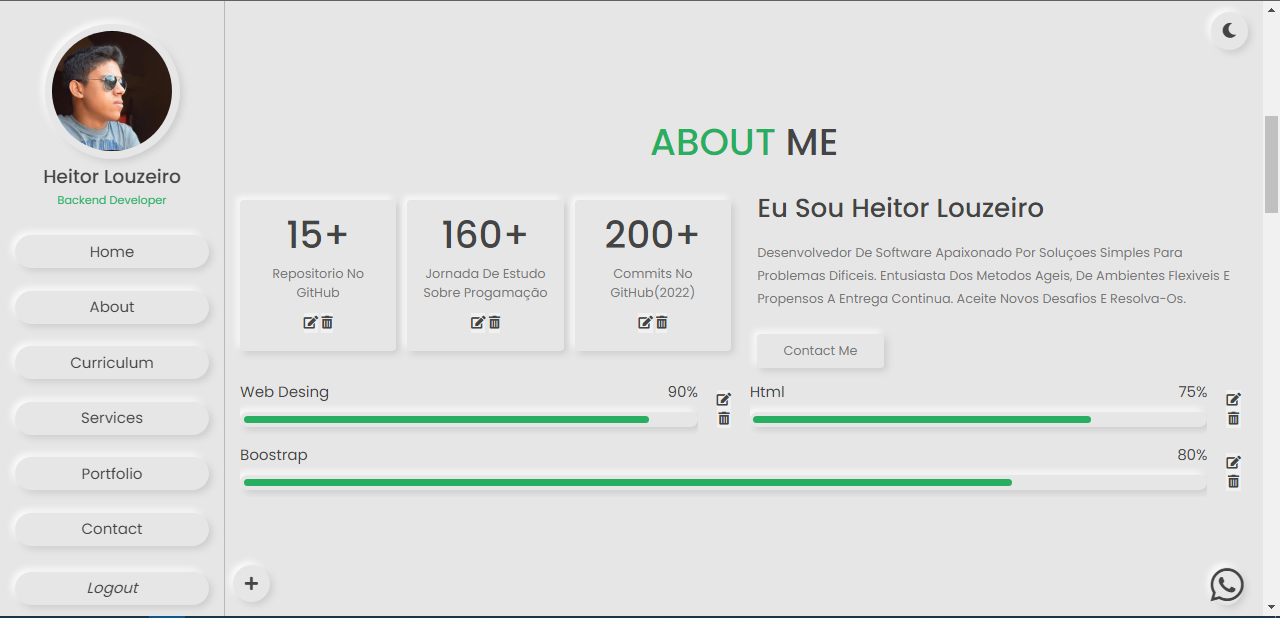 Heitor Louzeiro
Backend Developer
Home
About
Curriculum
Services
Portfolio
Contact
Logout
ABOUT ME
15+
Repositorio No
GitHub
160+
Jornada De Estudo
Sobre Progamação
200+
Commits No
GitHub(2022)
Eu Sou Heitor Louzeiro
Desenvolvedor De Software Apaixonado Por Soluçoes Simples Para
Problemas Dificeis. Entusiasta Dos Metodos Ageis, De Ambientes Flexiveis E
Propensos A Entrega Continua. Aceite Novos Desafios E Resolva-Os.
Contact Me
Web Desing 90%
Html 75%
Boostrap 80%